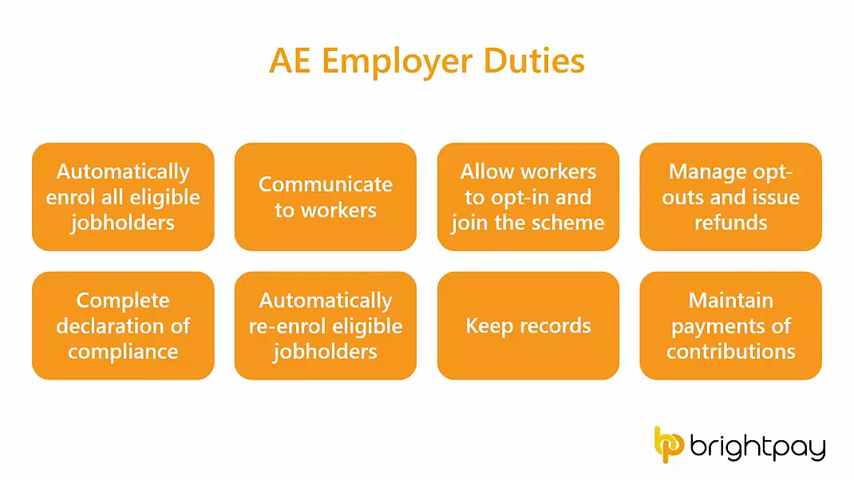 AE Employer Duties
Automatically
enrol all eligible
jobholders
Communicate
to workers
Allow workers
to opt-in and
join the scheme
Manage opt-
outs and issue
refunds
Complete
declaration of
compliance
Automatically
re-enrol eligible
jobholders
Keep records
Maintain
payments of
contributions
bp brightpay